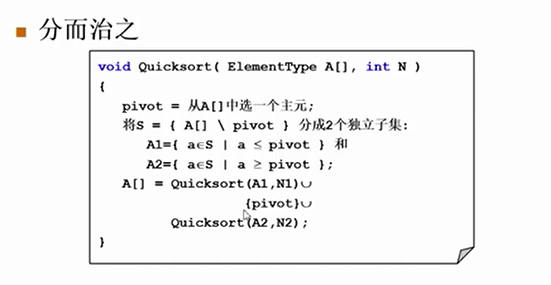 分而治之
void Quicksort( ElementType A[], int N )
{
pivot = 从A[]中选一个主元;
将S = { A[] \ pivot } 分成2个独立子集:
A1={ a∈S | a ≤ pivot } 和
A2={ a∈S | a ≥ pivot };
A[] = Quicksort(A1,N1)∪
{pivot}∪
Quicksort(A2,N2);
}